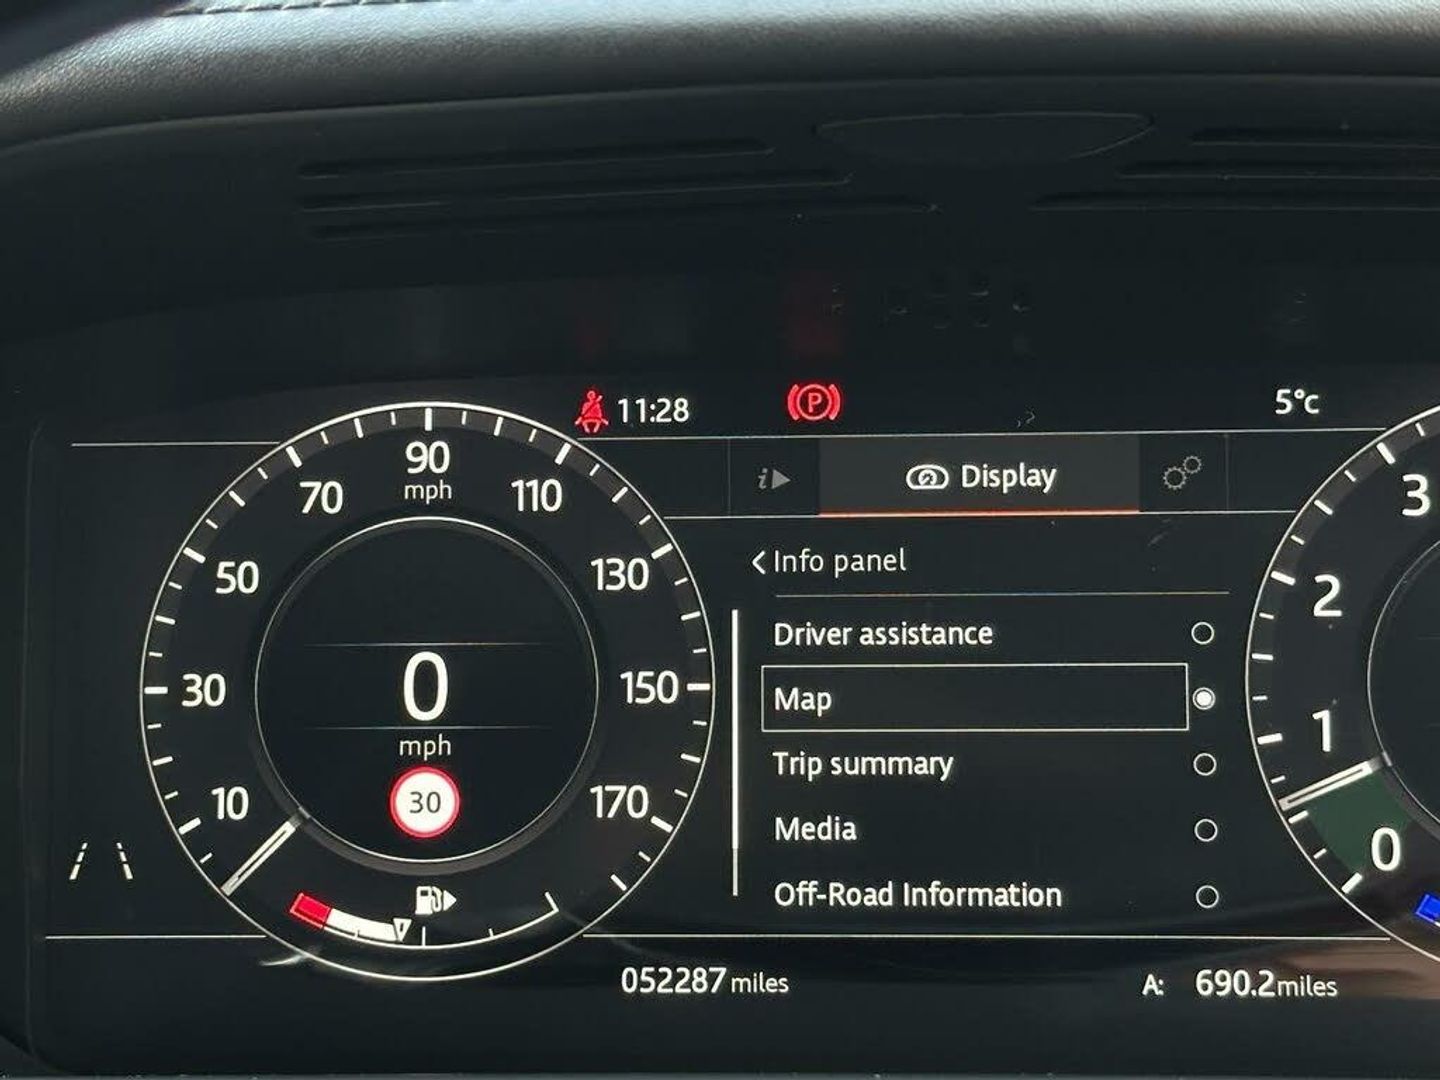 11:28
P
5°c
i
Display
Info panel
Driver assistance
Map
Trip summary
Media
Off-Road Information
10
30
50
70
90
mph
110
130
150
170
0
mph
30
0
1
2
3
052287 miles
A: 690.2miles